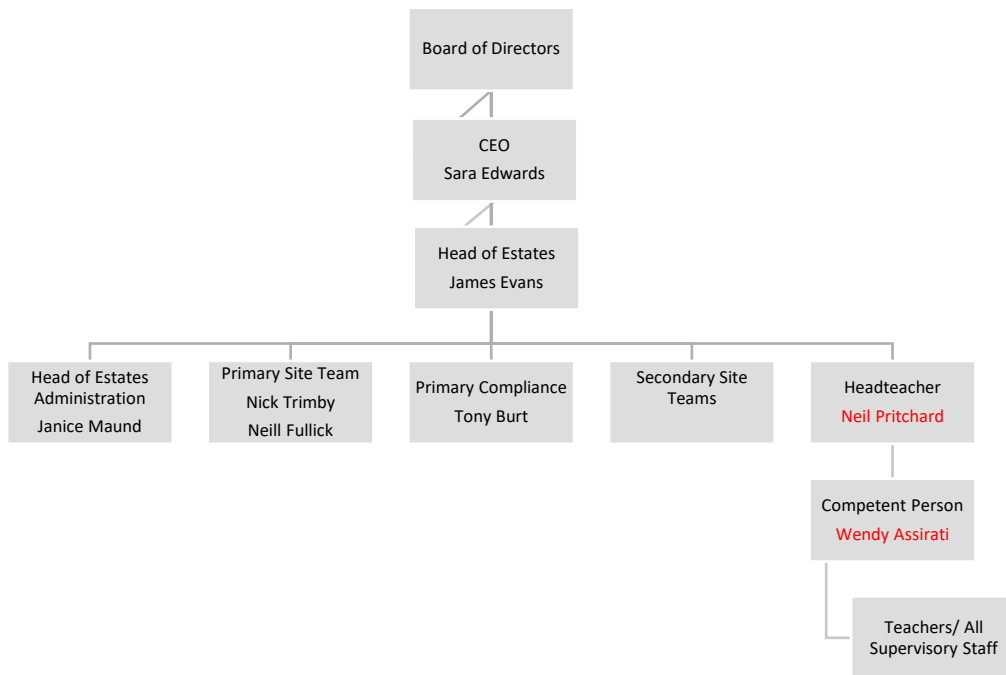 Board of Directors
CEO
Sara Edwards
Head of Estates
James Evans
Head of Estates
Administration
Janice Maund
Primary Site Team
Nick Trimby
Neill Fullick
Primary Compliance
Tony Burt
Secondary Site
Teams
Headteacher
Neil Pritchard
Competent Person
Wendy Assirati
Teachers/ All
Supervisory Staff